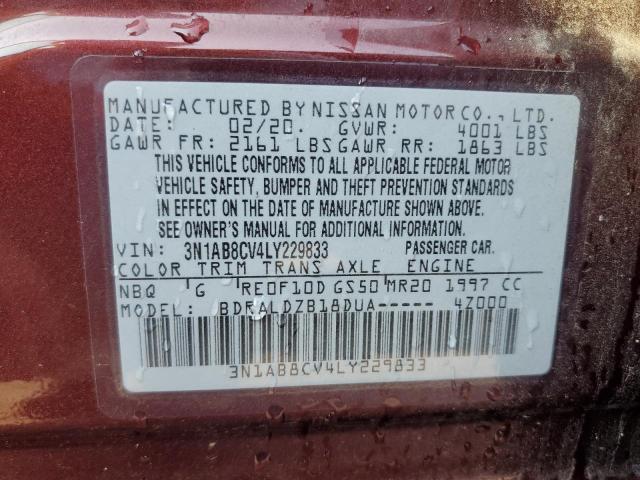 MANUFACTURED BY NISSAN MOTOR CO., LTD.
DATE: 02/20. GVWR: 4001 LBS
GAWR FR: 2161 LBS GAWR RR: 1863 LBS
THIS VEHICLE CONFORMS TO ALL APPLICABLE FEDERAL MOTOR
VEHICLE SAFETY, BUMPER AND THEFT PREVENTION STANDARDS
IN EFFECT ON THE DATE OF MANUFACTURE SHOWN ABOVE.
SEE OWNER'S MANUAL FOR ADDITIONAL INFORMATION.
VIN: 3N1AB8CV4LY229833 PASSENGER CAR.
COLOR TRIM TRANS AXLE ENGINE
NBQ G RE0F10D GS50 MR20 1997 CC
MODEL: BDRALDZB18DUA----- 4Z000
3N1AB8CV4LY229833